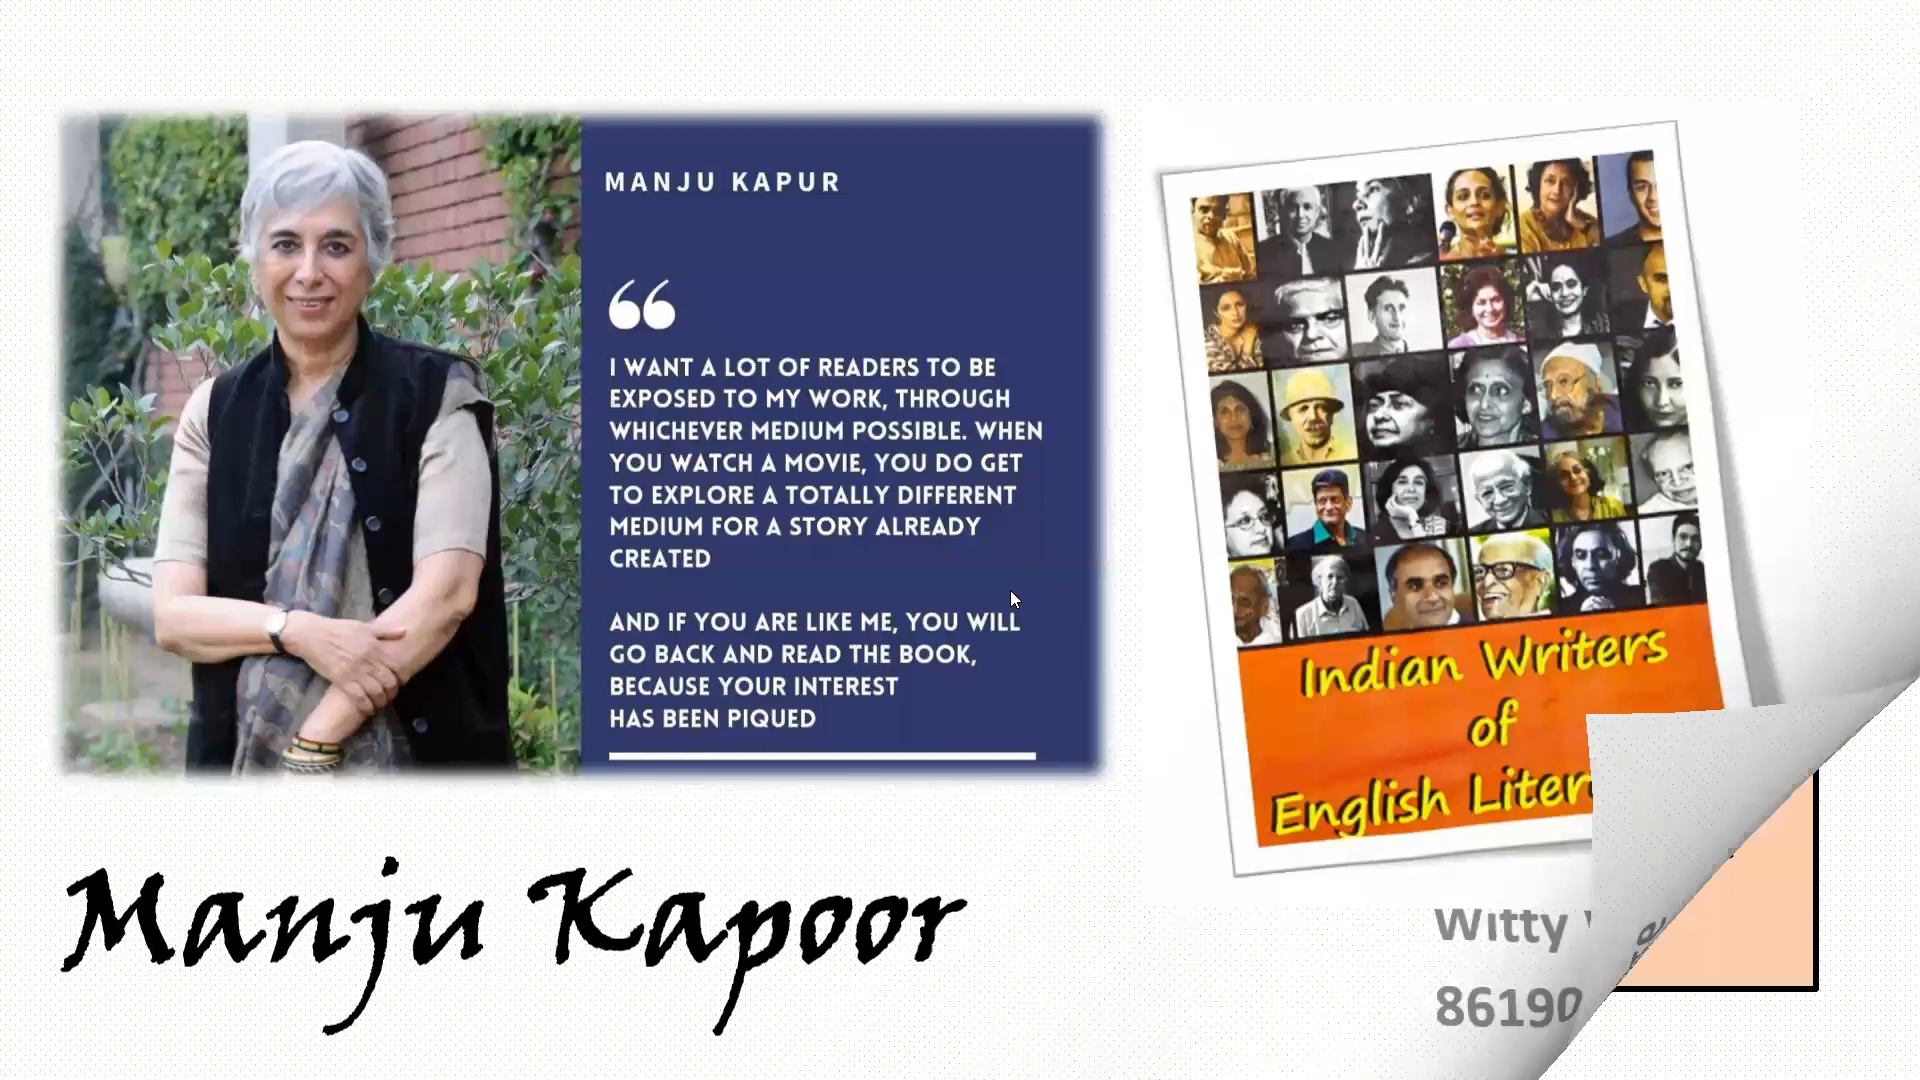 MANJU KAPUR
“
I WANT A LOT OF READERS TO BE
EXPOSED TO MY WORK, THROUGH
WHICHEVER MEDIUM POSSIBLE. WHEN
YOU WATCH A MOVIE, YOU DO GET
TO EXPLORE A TOTALLY DIFFERENT
MEDIUM FOR A STORY ALREADY
CREATED
AND IF YOU ARE LIKE ME, YOU WILL
GO BACK AND READ THE BOOK,
BECAUSE YOUR INTEREST
HAS BEEN PIQUED
Manju Kapoor
Indian Writers
of
English
Witty
86190